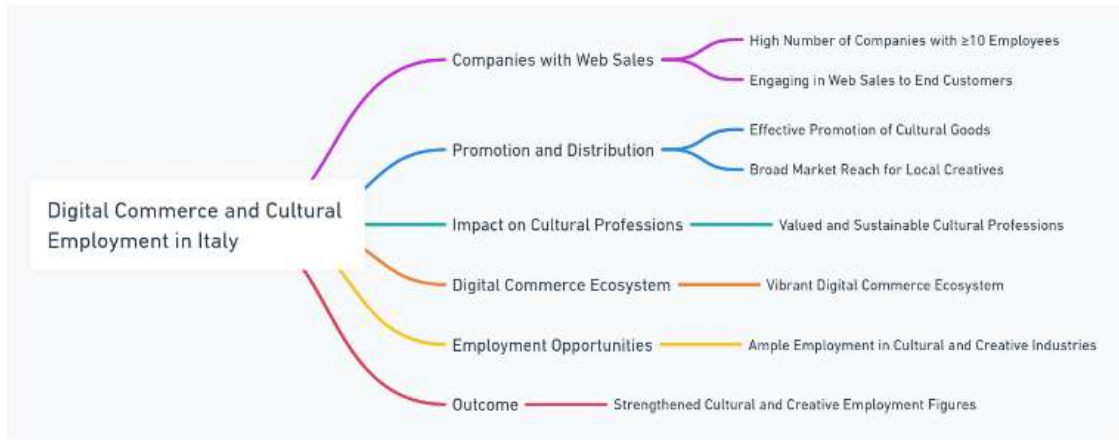 Digital Commerce and Cultural
Employment in Italy
Companies with Web Sales
High Number of Companies with ≥10 Employees
Engaging in Web Sales to End Customers
Promotion and Distribution
Effective Promotion of Cultural Goods
Broad Market Reach for Local Creatives
Impact on Cultural Professions
Valued and Sustainable Cultural Professions
Digital Commerce Ecosystem
Vibrant Digital Commerce Ecosystem
Employment Opportunities
Ample Employment in Cultural and Creative Industries
Outcome
Strengthened Cultural and Creative Employment Figures